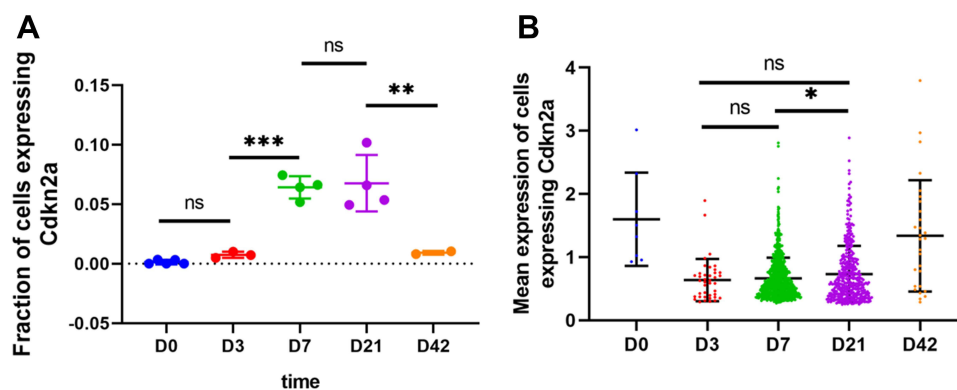 A
Fraction of cells expressing
Cdkn2a
0.15
0.10
0.05
0.00
-0.05
ns
***
ns
**
D0 D3 D7 D21 D42
time
B
Mean expression of cells
expressing Cdkn2a
4
3
2
1
0
ns
ns
*
D0 D3 D7 D21 D42